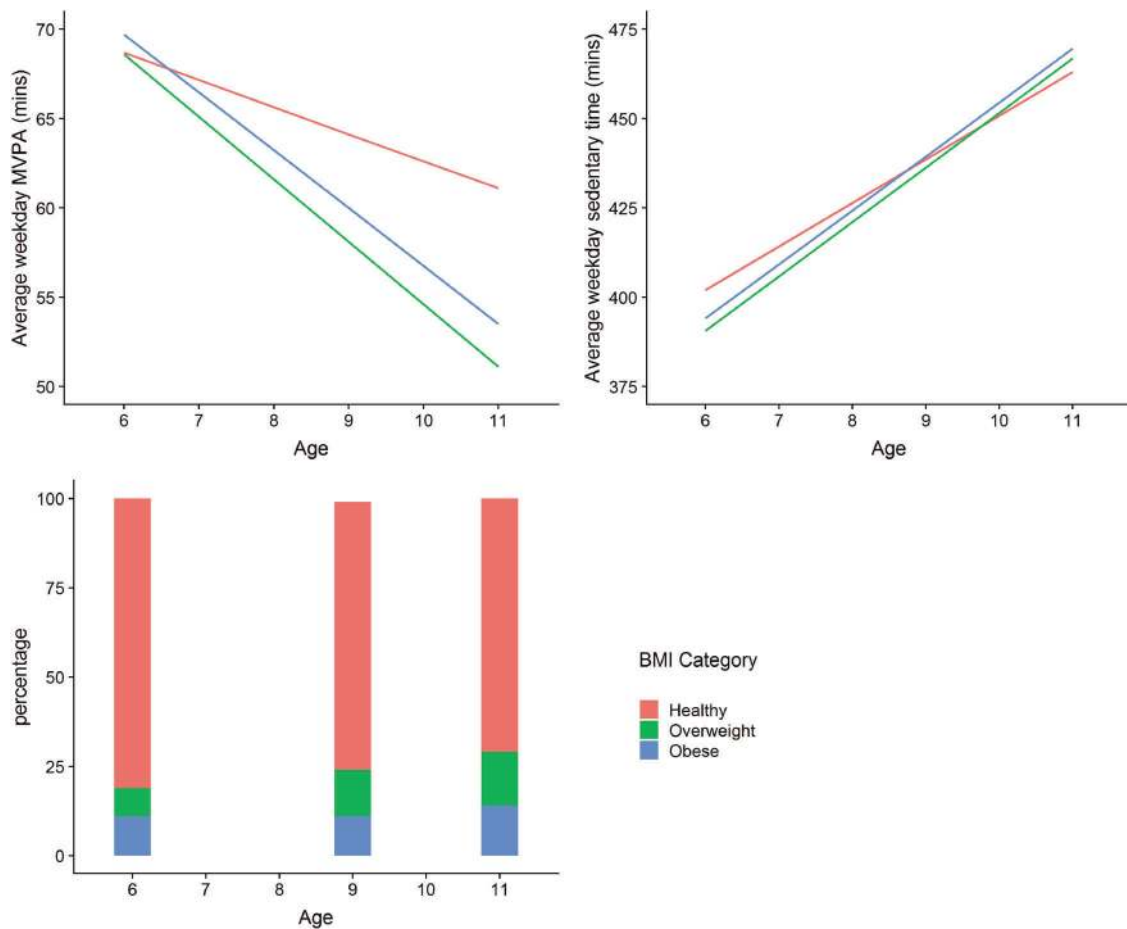 Average weekday MVPA (mins)
70
65
60
55
50
6 7 8 9 10 11
Age
Average weekday sedentary time (mins)
475
450
425
400
375
6 7 8 9 10 11
Age
percentage
100
75
50
25
0
6 7 8 9 10 11
Age
BMI Category
Healthy
Overweight
Obese